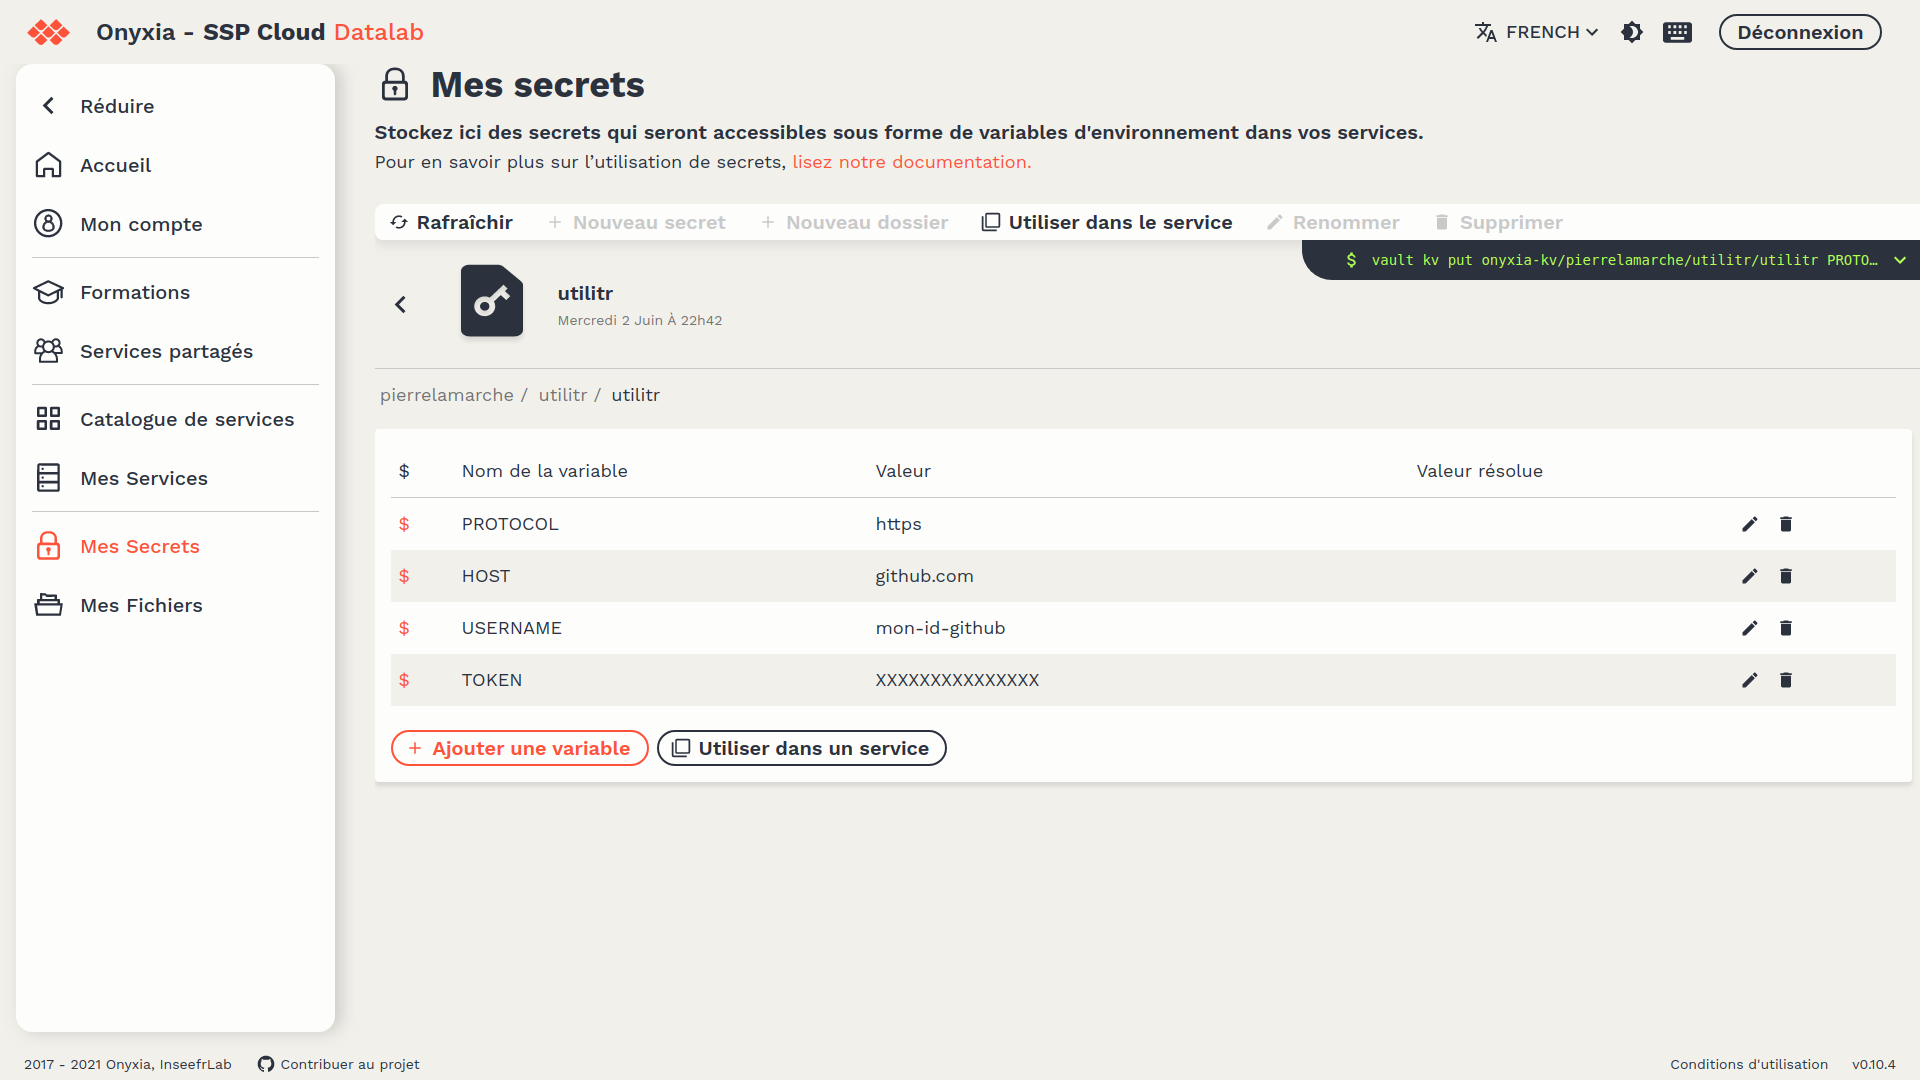 Onyxia - SSP Cloud Datalab
FRENCH
Déconnexion
Réduire
Accueil
Mon compte
Formations
Services partagés
Catalogue de services
Mes Services
Mes Secrets
Mes Fichiers
Mes secrets
Stockez ici des secrets qui seront accessibles sous forme de variables d'environnement dans vos services.
Pour en savoir plus sur l’utilisation de secrets, lisez notre documentation.
Rafraîchir + Nouveau secret + Nouveau dossier Utiliser dans le service Renommer Supprimer
$ vault kv put onyxia-kv/pierrelamarche/utilitr/utilitr PROTO…
utilitr
Mercredi 2 Juin À 22h42
pierrelamarche / utilitr / utilitr
$ Nom de la variable Valeur Valeur résolue
$ PROTOCOL https
$ HOST github.com
$ USERNAME mon-id-github
$ TOKEN XXXXXXXXXXXXXXX
+ Ajouter une variable Utiliser dans un service
2017 - 2021 Onyxia, InseefrLab Contribuer au projet Conditions d'utilisation v0.10.4